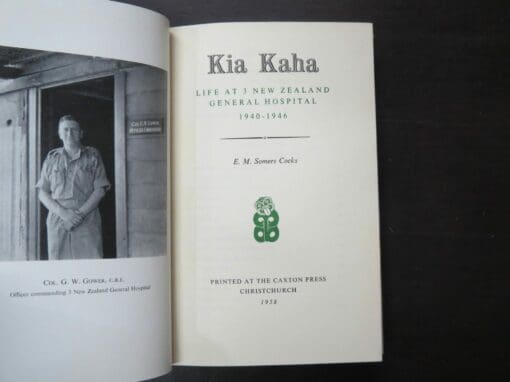 COL. G. W. GOWER, C.B.E.
Officer commanding 3 New Zealand General Hospital
Kia Kaha
LIFE AT 3 NEW ZEALAND
GENERAL HOSPITAL
1940-1946
E. M. Somers Cocks
PRINTED AT THE CAXTON PRESS
CHRISTCHURCH
1958